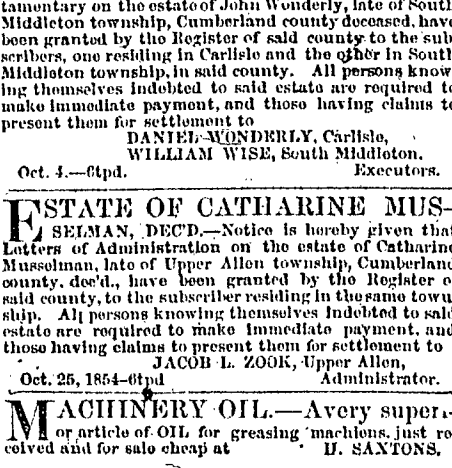 tamentary on the estate of John Wonderly, late of South
Middleton township, Cumberland county deceased, have
been granted by the Register of said county to the sub
scribers, one residing in Carlisle and the other in South
Middleton township, in said county. All persons know
ing themselves indebted to said estate are required to
make immediate payment, and those having claims to
present them for settlement to
DANIEL WONDERLY, Carlisle,
WILLIAM WISE, South Middleton.
Oct. 4.—6tpd. Executors.
ESTATE OF CATHARINE MUS-
SELMAN, DEC'D.—Notice is hereby given that
Letters of Administration on the estate of Catharine
Musselman, late of Upper Allen township, Cumberland
county, dec'd., have been granted by the Register o
said county, to the subscriber residing in the same town
ship. All persons knowing themselves indebted to said
estate are required to make immediate payment, and
those having claims to present them for settlement to
JACOB L. ZOOK, Upper Allen,
Oct. 25, 1854-6tpd Administrator.
MACHINERY OIL.—A very superi-
or article of OIL for greasing machiens, just re
ceived and for sale cheap at H. SAXTONS.